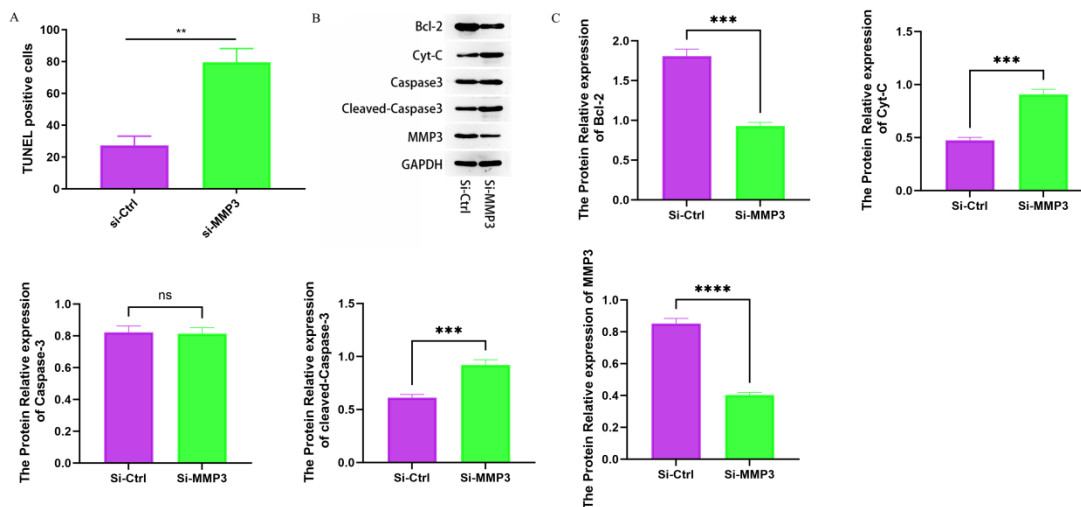 A
TUNEL positive cells
100
80
60
40
20
0
**
si-Ctrl
si-MMP3
B
Bcl-2
Cyt-C
Caspase3
Cleaved-Caspase3
MMP3
GAPDH
Si-Ctrl
Si-MMP3
C
The Protein Relative expression
of Bcl-2
2.0
1.5
1.0
0.5
0.0
***
Si-Ctrl
Si-MMP3
The Protein Relative expression
of Cyt-C
1.5
1.0
0.5
0.0
***
Si-Ctrl
Si-MMP3
The Protein Relative expression
of Caspase-3
1.0
0.8
0.6
0.4
0.2
0.0
ns
Si-Ctrl
Si-MMP3
The Protein Relative expression
of cleaved-Caspase-3
1.5
1.0
0.5
0.0
***
Si-Ctrl
Si-MMP3
The Protein Relative expression of MMP3
1.0
0.8
0.6
0.4
0.2
0.0
****
Si-Ctrl
Si-MMP3